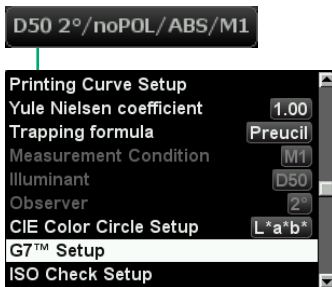 D50 2°/noPOL/ABS/M1
Printing Curve Setup
Yule Nielsen coefficient 1.00
Trapping formula Preucil
Measurement Condition M1
Illuminant D50
Observer 2°
CIE Color Circle Setup L*a*b*
G7™ Setup
ISO Check Setup